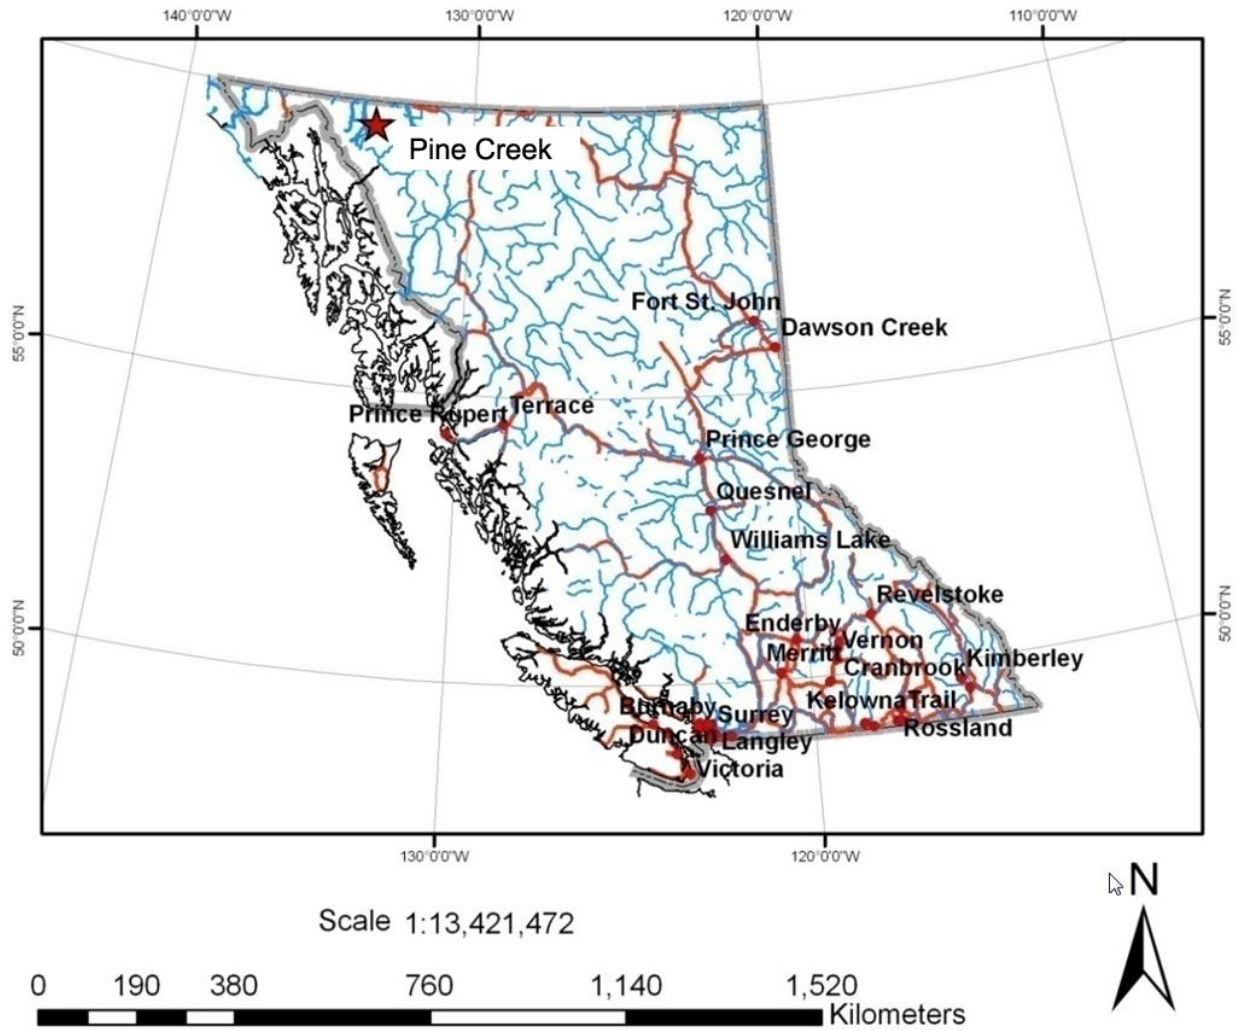 140°0'0"W 130°0'0"W 120°0'0"W 110°0'0"W
Pine Creek
Fort St. John
55°0'0"N
55°0'0"N
Dawson Creek
Terrace
Prince Rupert
Prince George
Quesnel
Williams Lake
Revelstoke
50°0'0"N
50°0'0"N
Enderby
Vernon
Merritt
Kimberley
Cranbrook
Kelowna Trail
Burnaby
Surrey
Rossland
Duncan
Langley
Victoria
130°0'0"W 120°0'0"W
N
Scale 1:13,421,472
0 190 380 760 1,140 1,520
Kilometers